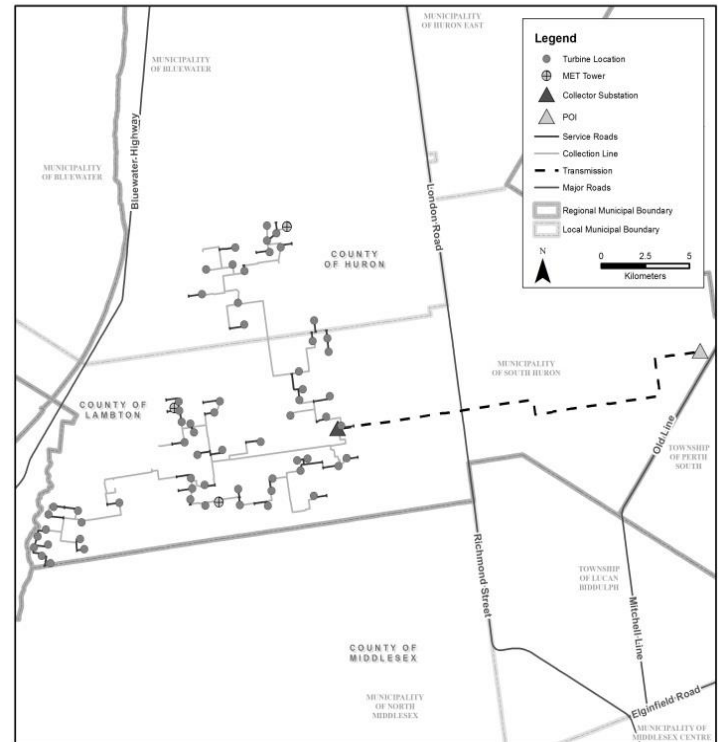 MUNICIPALITY
OF HURON EAST
MUNICIPALITY
OF BLUEWATER
Legend
Turbine Location
MET Tower
Collector Substation
POI
Service Roads
Collection Line
Transmission
Major Roads
Regional Municipal Boundary
Local Municipal Boundary
N
0 2.5 5
Kilometers
Bluewater Highway
MUNICIPALITY
OF BLUEWATER
London Road
COUNTY
OF HURON
MUNICIPALITY
OF SOUTH HURON
COUNTY OF
LAMBTON
Old Line
TOWNSHIP
OF PERTH
SOUTH
Richmond Street
TOWNSHIP
OF LUCAN
BIDDULPH
Mitchell Line
COUNTY OF
MIDDLESEX
MUNICIPALITY
OF NORTH
MIDDLESEX
Elginfield Road
MUNICIPALITY OF
MIDDLESEX CENTRE